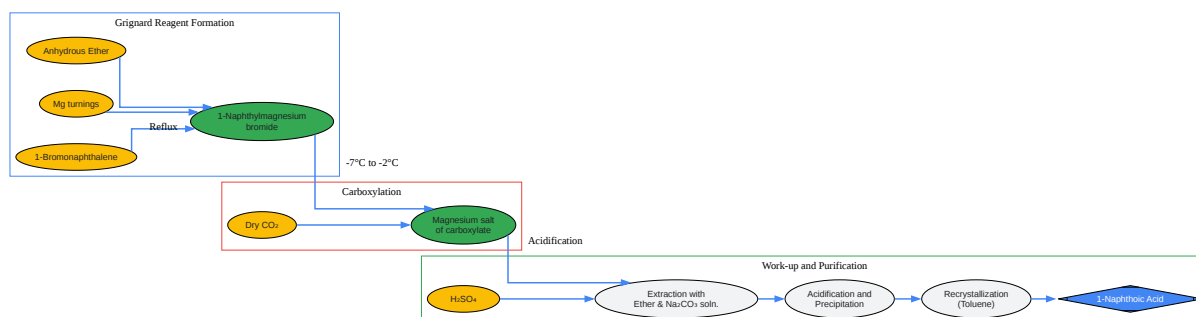 Grignard Reagent Formation
Anhydrous Ether
Mg turnings
1-Naphthylmagnesium
bromide
Reflux
1-Bromonaphthalene
-7°C to -2°C
Carboxylation
Dry CO₂
Magnesium salt
of carboxylate
Acidification
Work-up and Purification
H₂SO₄
Extraction with
Ether & Na₂CO₃ soln.
Acidification and
Precipitation
Recrystallization
(Toluene)
1-Naphthoic Acid